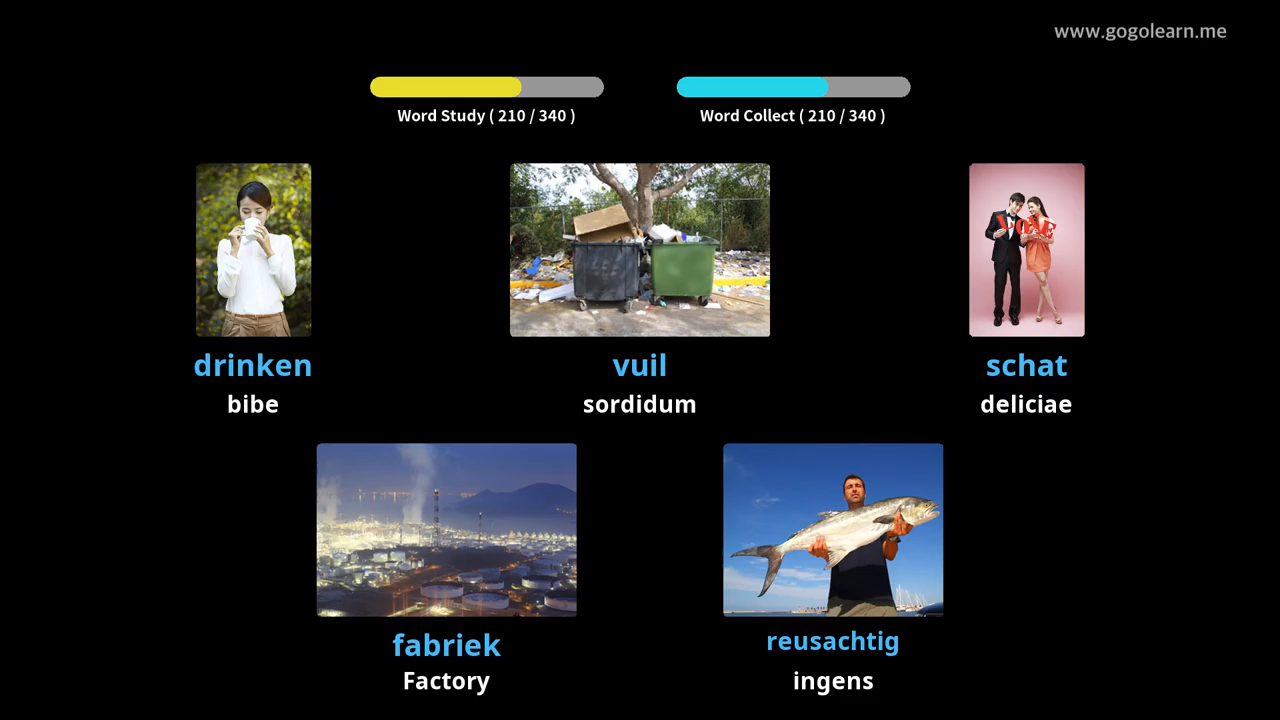 www.gogolearn.me
Word Study ( 210 / 340 )
Word Collect ( 210 / 340 )
LOVE
drinken
bibe
vuil
sordidum
schat
deliciae
fabriek
Factory
reusachtig
ingens